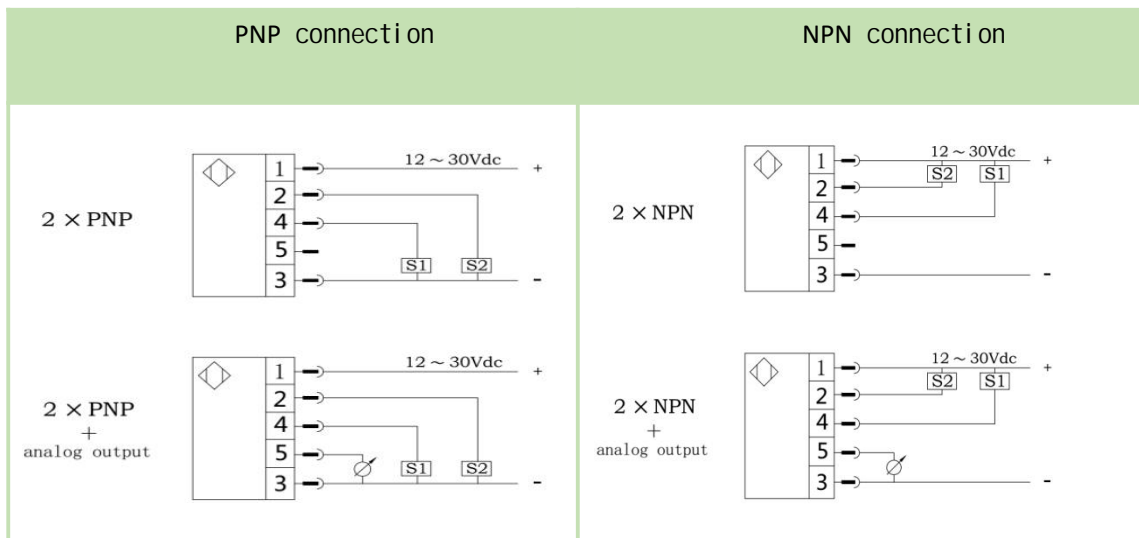 PNP connection
NPN connection
2 × PNP
1
2
4
5
3
12 ~ 30Vdc
+
S1
S2
-
2 × NPN
1
2
4
5
3
12 ~ 30Vdc
+
S2
S1
-
2 × PNP
+
analog output
1
2
4
5
3
12 ~ 30Vdc
+
S1
S2
-
2 × NPN
+
analog output
1
2
4
5
3
12 ~ 30Vdc
+
S2
S1
-